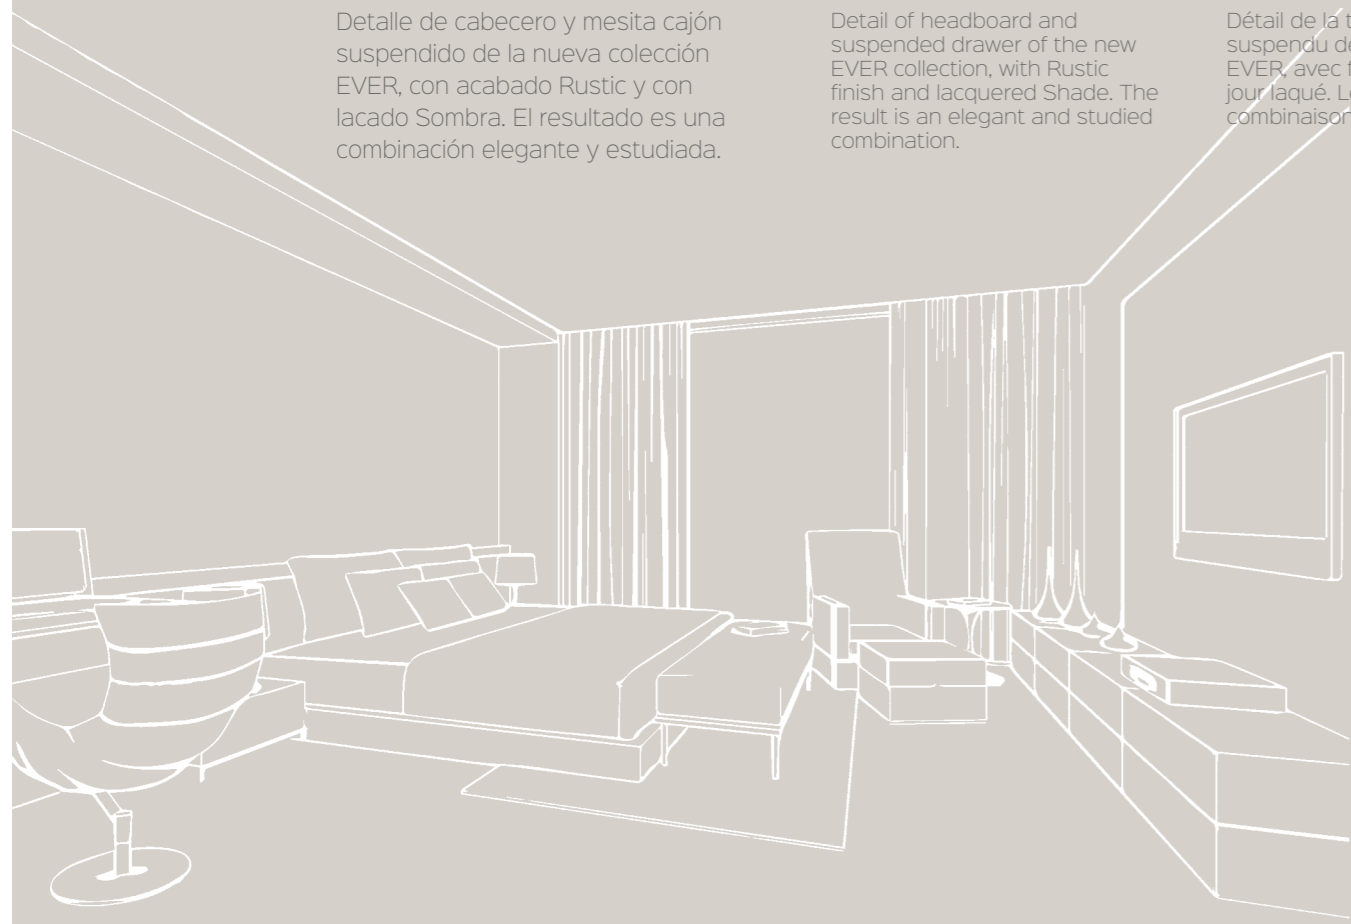 Detalle de cabecero y mesita cajón
suspendido de la nueva colección
EVER, con acabado Rustic y con
lacado Sombra. El resultado es una
combinación elegante y estudiada.
Detail of headboard and
suspended drawer of the new
EVER collection, with Rustic
finish and lacquered Shade. The
result is an elegant and studied
combination.
Détail de la
suspendu
EVER, avec
jour laqué.
combinaison